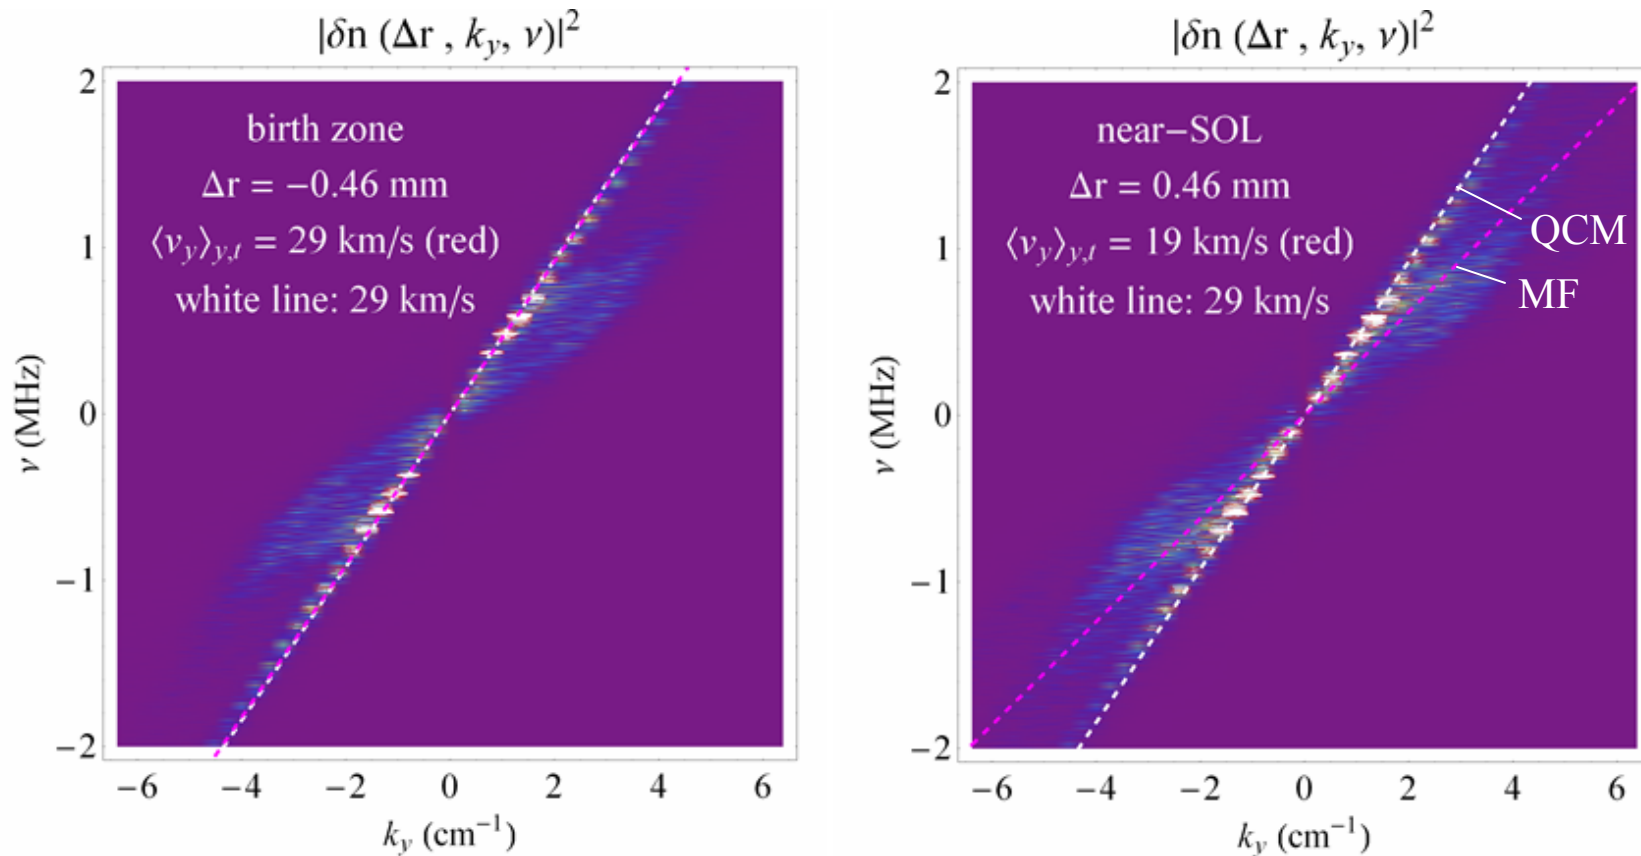 |δn (Δr , k_y, ν)|²
birth zone
Δr = −0.46 mm
⟨v_y⟩_{y,t} = 29 km/s (red)
white line: 29 km/s
2
1
0
−1
−2
ν (MHz)
−6 −4 −2 0 2 4 6
k_y (cm⁻¹)
|δn (Δr , k_y, ν)|²
near−SOL
Δr = 0.46 mm
⟨v_y⟩_{y,t} = 19 km/s (red)
white line: 29 km/s
QCM
MF
2
1
0
−1
−2
ν (MHz)
−6 −4 −2 0 2 4 6
k_y (cm⁻¹)